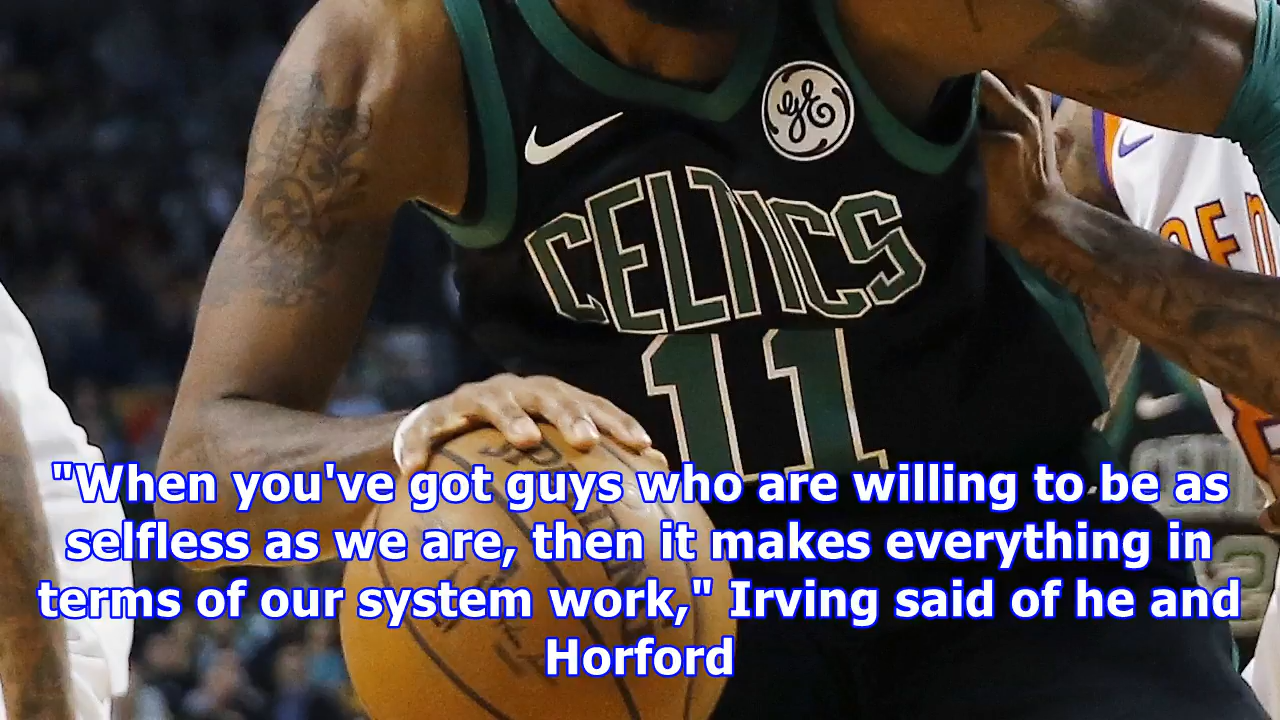 GE
CELTICS
11
"When you've got guys who are willing to be as
selfless as we are, then it makes everything in
terms of our system work," Irving said of he and
Horford